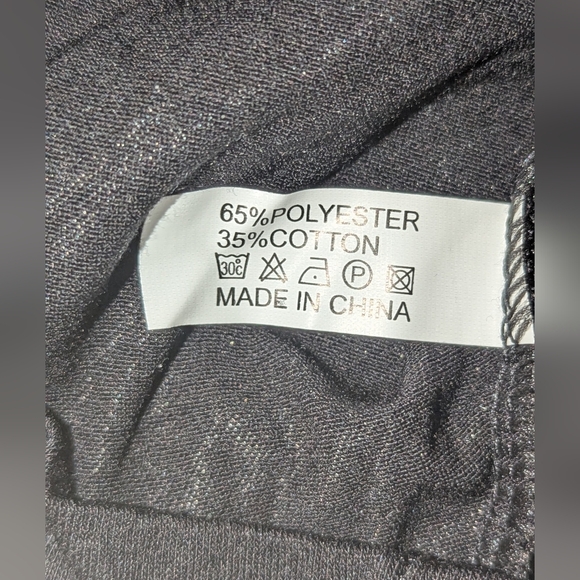 65%POLYESTER
35%COTTON
30c P
MADE IN CHINA